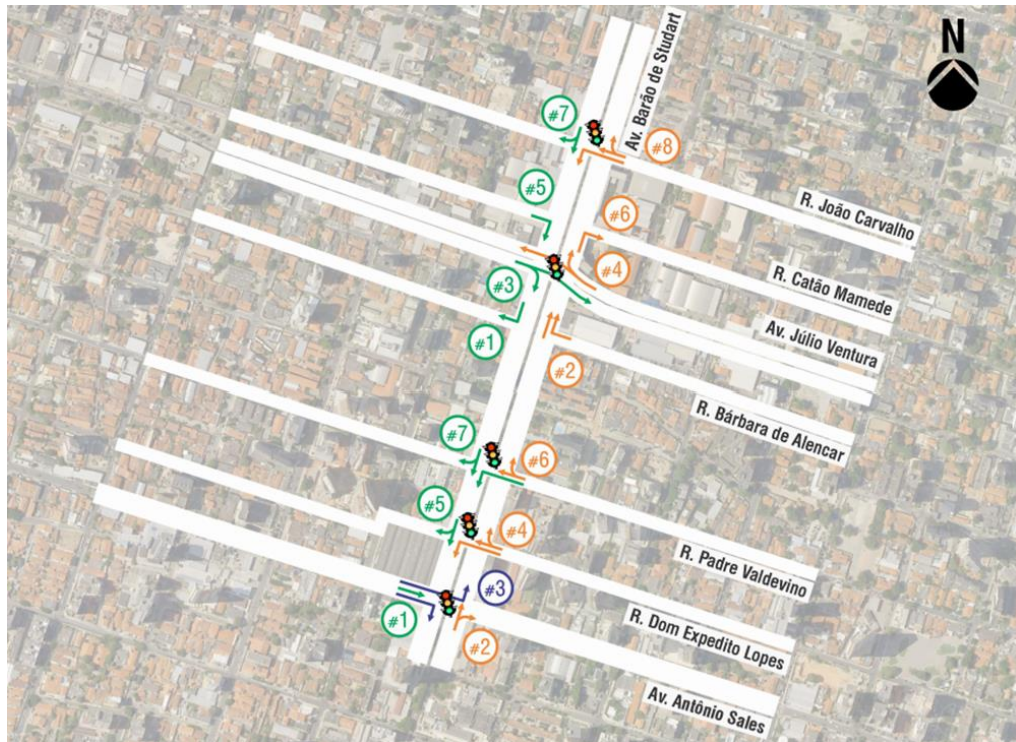 N
Av. Barão de Studart
#7
#8
#5
#6
R. João Carvalho
#4
#3
R. Catão Mamede
#1
Av. Júlio Ventura
#2
R. Bárbara de Alencar
#7
#6
#5
#4
R. Padre Valdevino
#3
#1
R. Dom Expedito Lopes
#2
Av. Antônio Sales